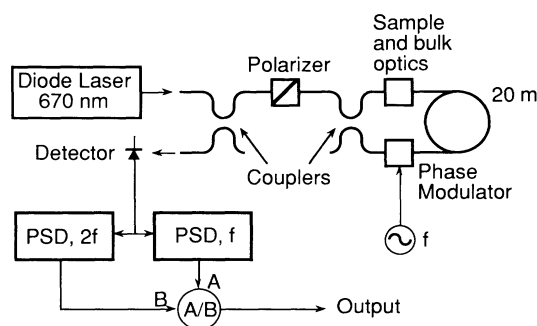 Sample
and bulk
optics
Polarizer
Diode Laser
670 nm
20 m
Detector
Couplers
Phase
Modulator
PSD, 2f
PSD, f
f
A
B
A/B
Output